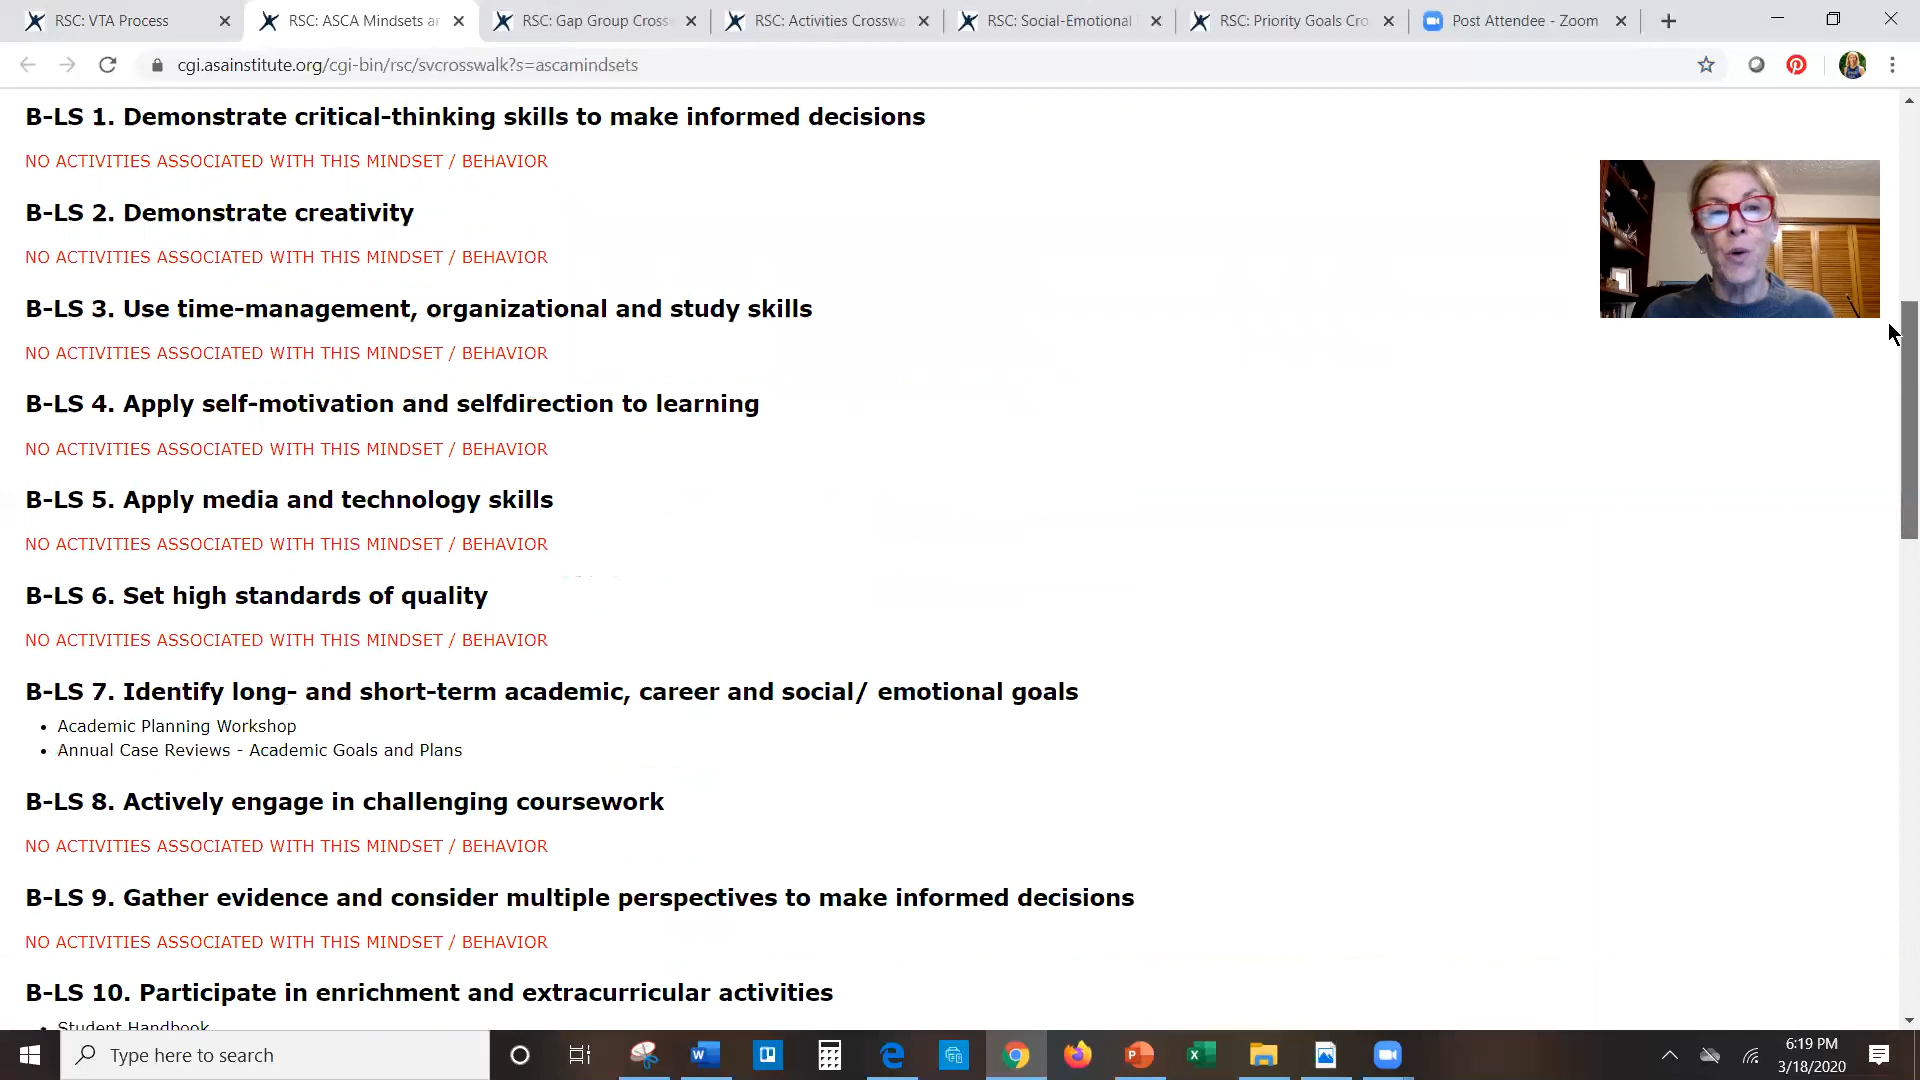 RSC: VTA Process
RSC: ASCA Mindsets ar
RSC: Gap Group Cross
RSC: Activities Crosswa
RSC: Social-Emotional
RSC: Priority Goals Cro
Post Attendee - Zoom
cgi.asainstitute.org/cgi-bin/rsc/svcrosswalk?s=ascamindsets
B-LS 1. Demonstrate critical-thinking skills to make informed decisions
NO ACTIVITIES ASSOCIATED WITH THIS MINDSET / BEHAVIOR
B-LS 2. Demonstrate creativity
NO ACTIVITIES ASSOCIATED WITH THIS MINDSET / BEHAVIOR
B-LS 3. Use time-management, organizational and study skills
NO ACTIVITIES ASSOCIATED WITH THIS MINDSET / BEHAVIOR
B-LS 4. Apply self-motivation and selfdirection to learning
NO ACTIVITIES ASSOCIATED WITH THIS MINDSET / BEHAVIOR
B-LS 5. Apply media and technology skills
NO ACTIVITIES ASSOCIATED WITH THIS MINDSET / BEHAVIOR
B-LS 6. Set high standards of quality
NO ACTIVITIES ASSOCIATED WITH THIS MINDSET / BEHAVIOR
B-LS 7. Identify long- and short-term academic, career and social/ emotional goals
• Academic Planning Workshop
• Annual Case Reviews - Academic Goals and Plans
B-LS 8. Actively engage in challenging coursework
NO ACTIVITIES ASSOCIATED WITH THIS MINDSET / BEHAVIOR
B-LS 9. Gather evidence and consider multiple perspectives to make informed decisions
NO ACTIVITIES ASSOCIATED WITH THIS MINDSET / BEHAVIOR
B-LS 10. Participate in enrichment and extracurricular activities
• Student Handbook
Type here to search
6:19 PM
3/18/2020